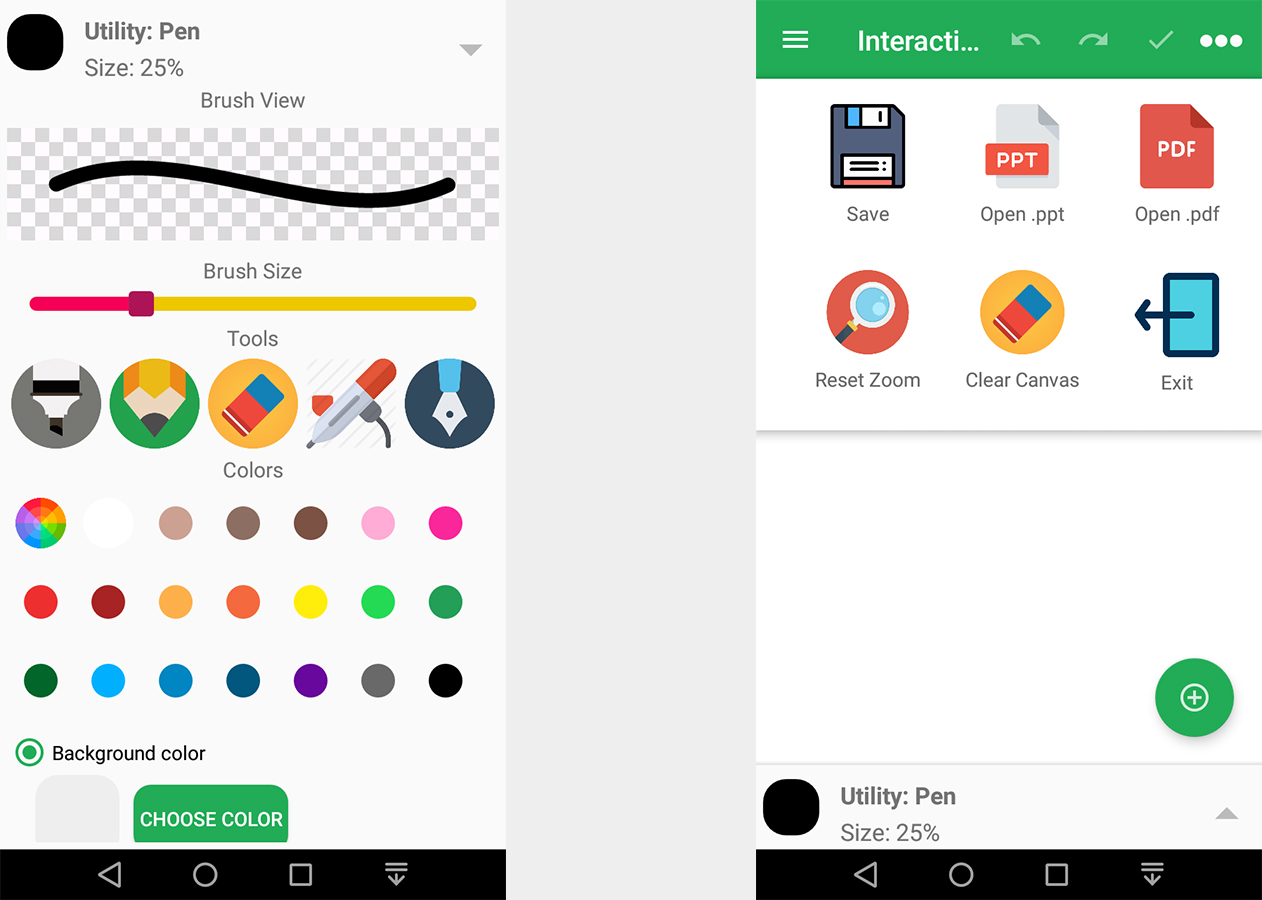 Utility: Pen
Size: 25%
Brush View
Brush Size
Tools
Colors
Background color
CHOOSE COLOR
Interacti...
PPT
PDF
Save
Open .ppt
Open .pdf
Reset Zoom
Clear Canvas
Exit
Utility: Pen
Size: 25%